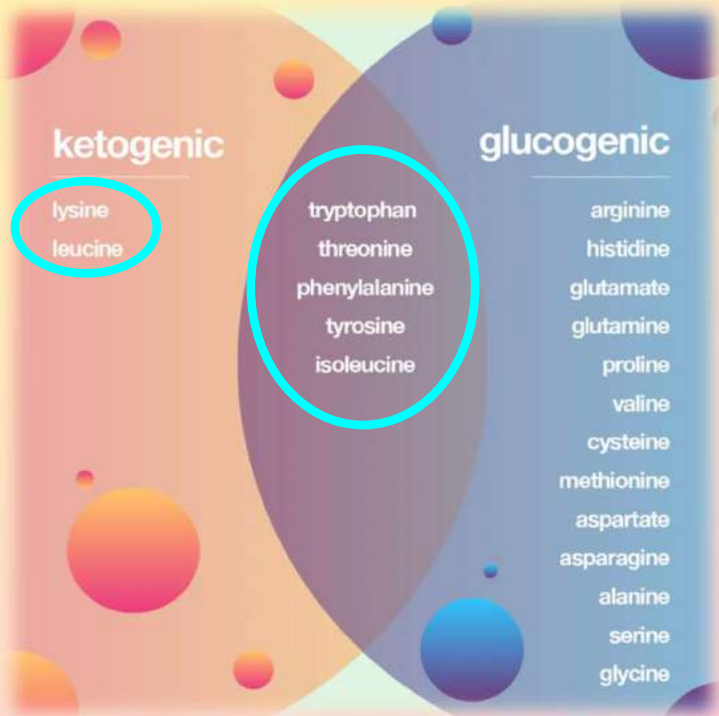 ketogenic
lysine
leucine
tryptophan
threonine
phenylalanine
tyrosine
isoleucine
glucogenic
arginine
histidine
glutamate
glutamine
proline
valine
cysteine
methionine
aspartate
asparagine
alanine
serine
glycine